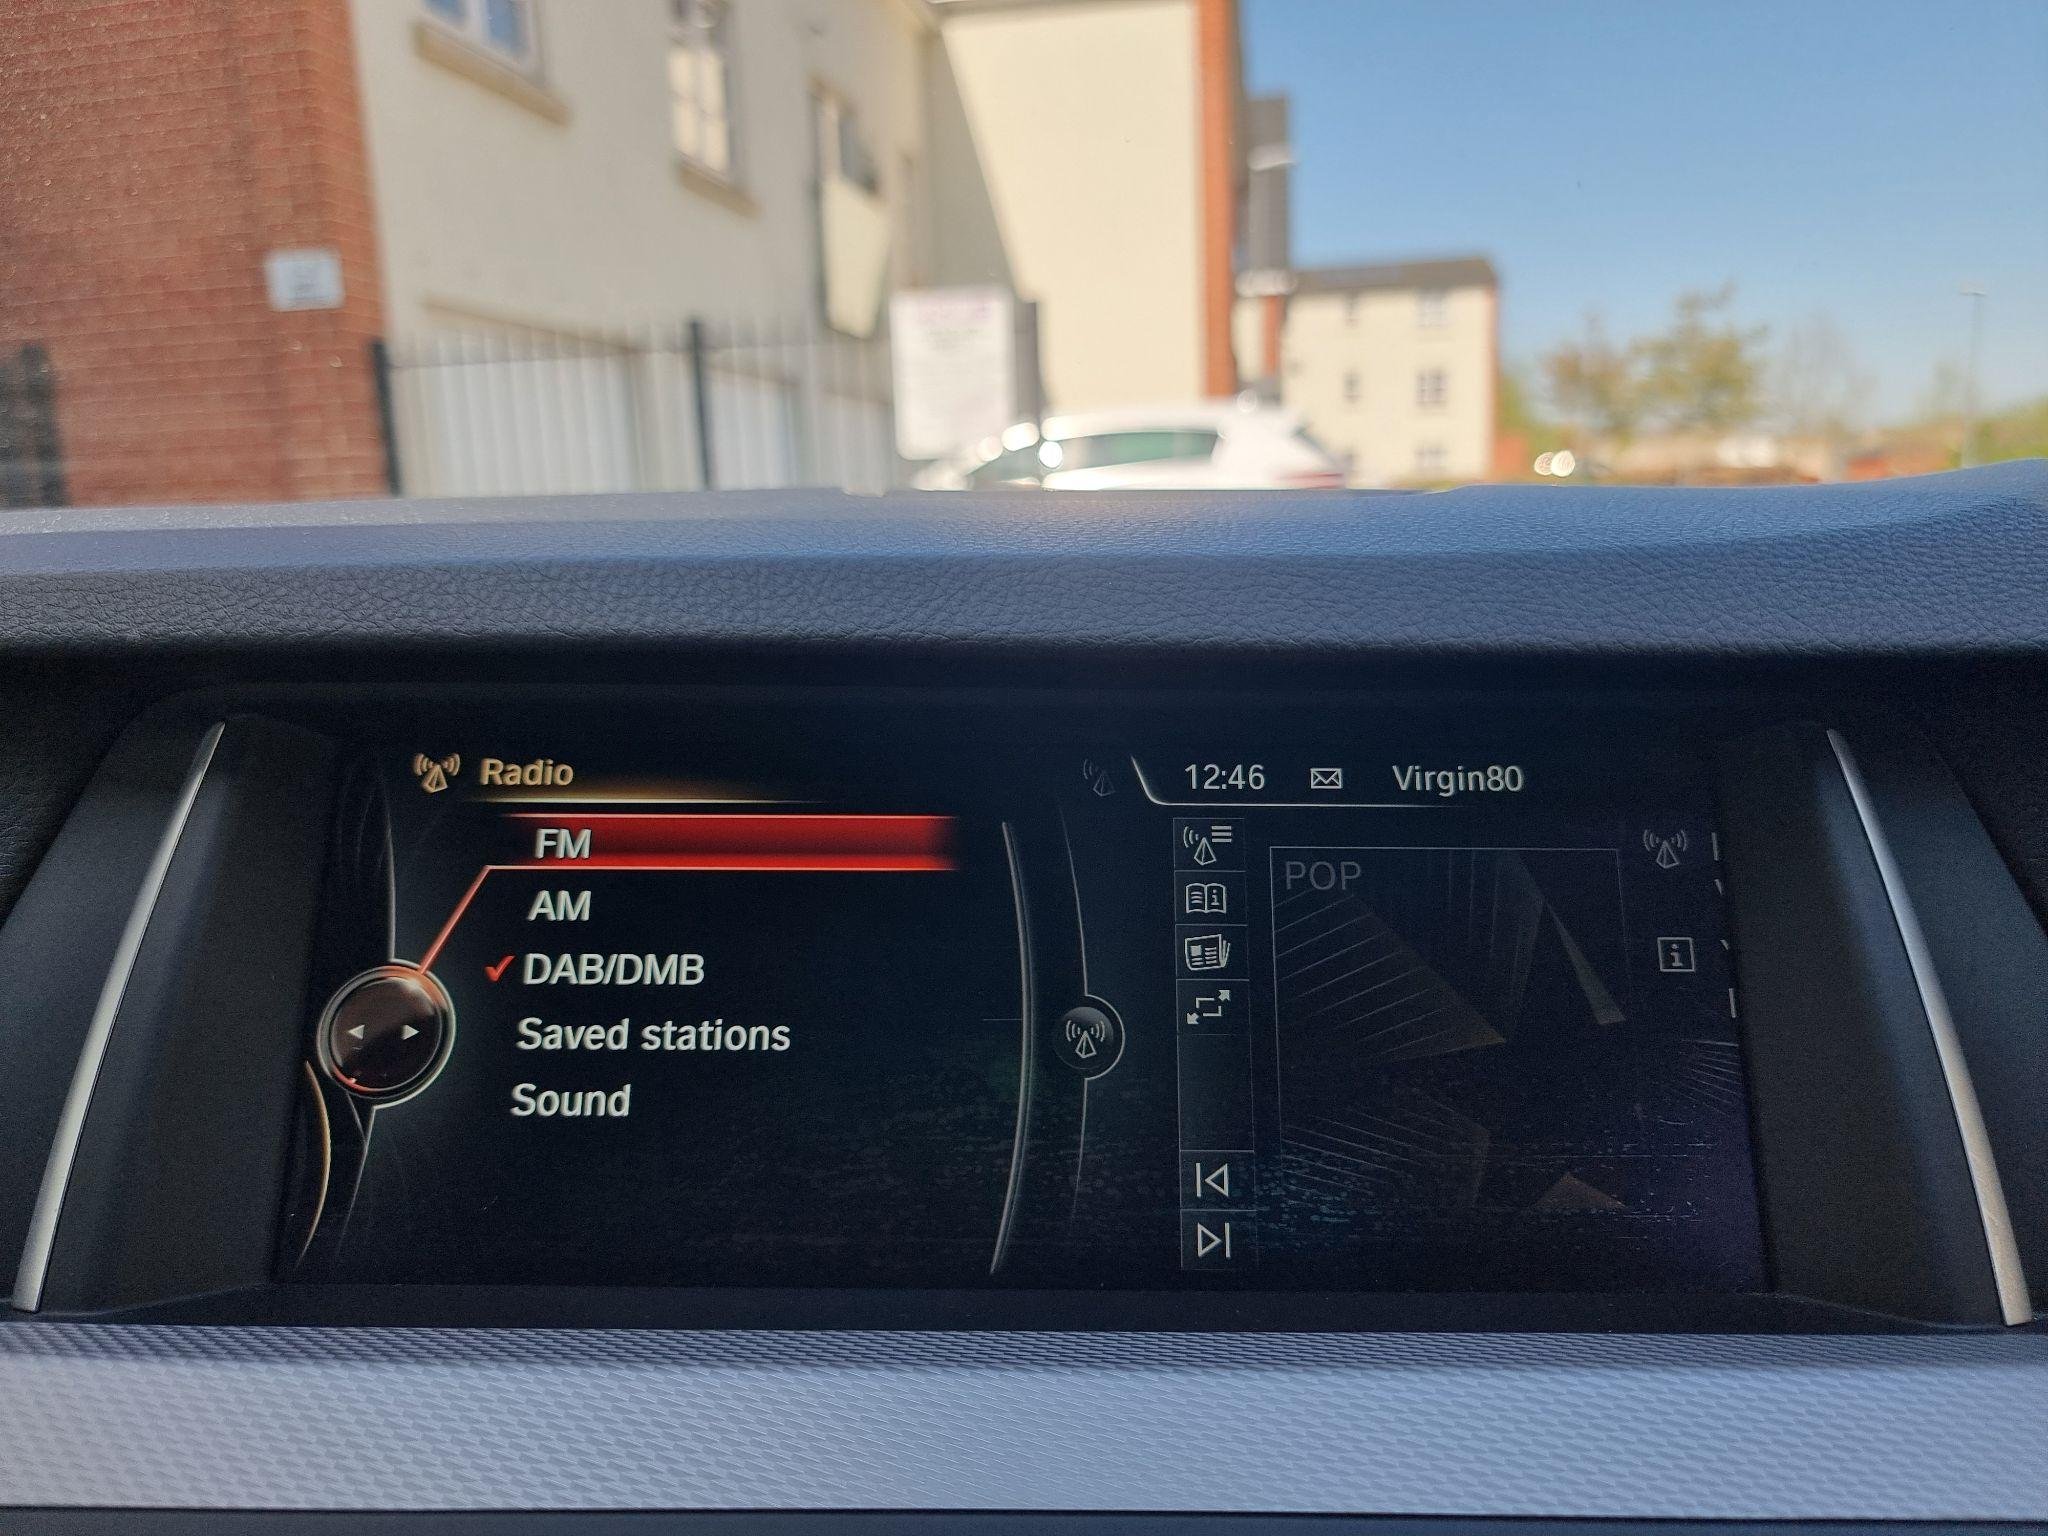 Radio
FM
AM
DAB/DMB
Saved stations
Sound
12:46 Virgin80
POP